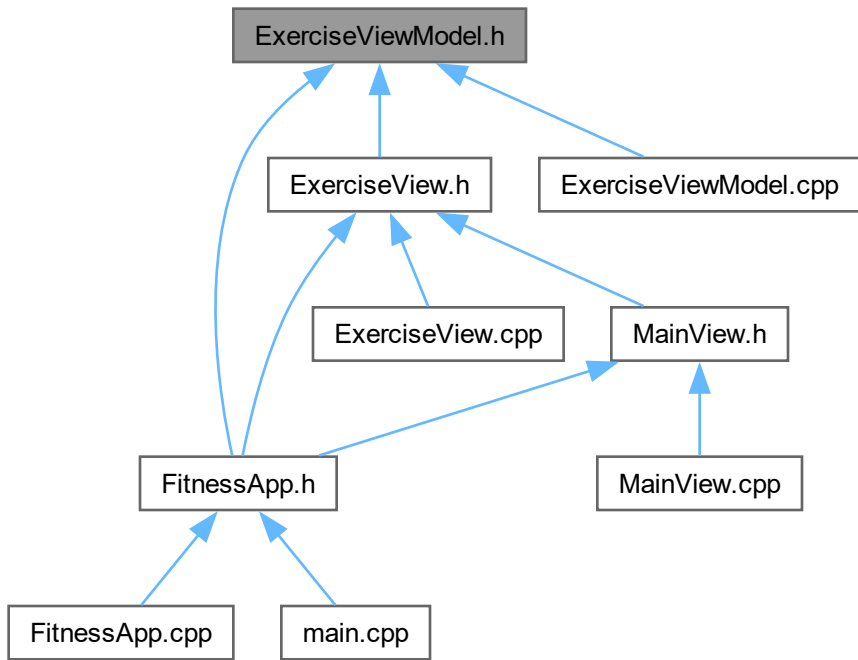 ExerciseViewModel.h
ExerciseView.h
ExerciseViewModel.cpp
ExerciseView.cpp
MainView.h
FitnessApp.h
MainView.cpp
FitnessApp.cpp
main.cpp